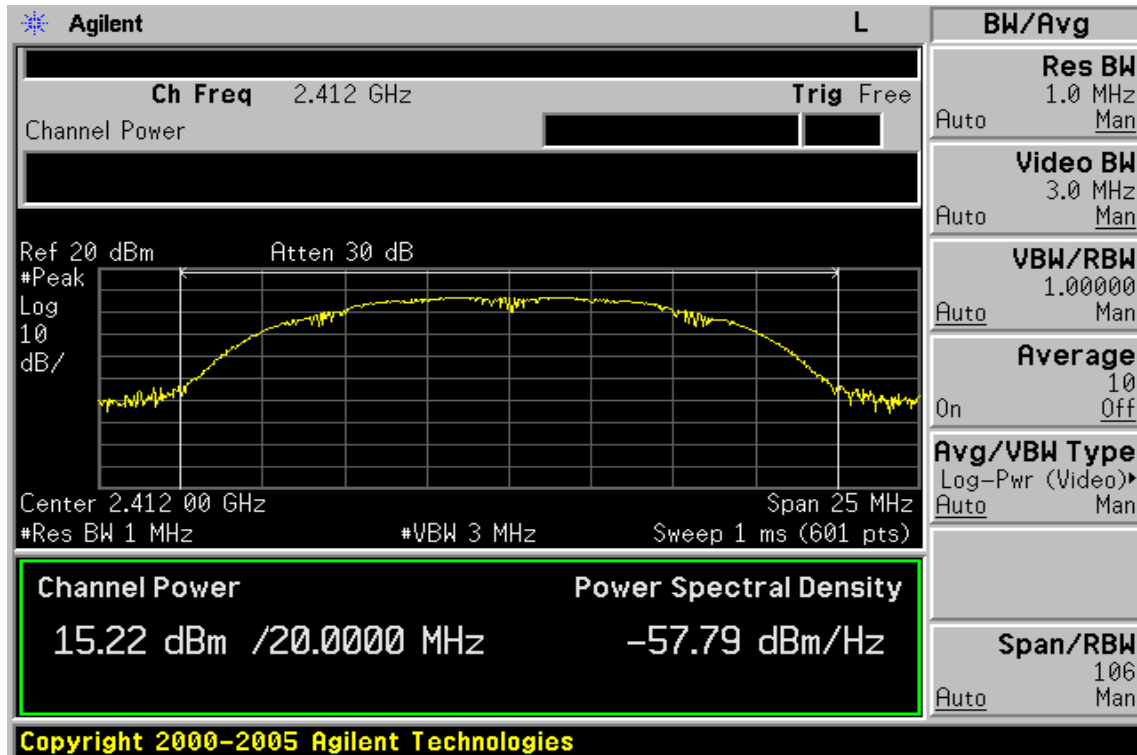 Agilent L
Ch Freq 2.412 GHz Trig Free
Channel Power
Ref 20 dBm Atten 30 dB
#Peak
Log
10
dB/
Center 2.412 00 GHz Span 25 MHz
#Res BW 1 MHz #VBW 3 MHz Sweep 1 ms (601 pts)
Channel Power Power Spectral Density
15.22 dBm /20.0000 MHz -57.79 dBm/Hz
BW/Avg
Res BW
1.0 MHz
Auto Man
Video BW
3.0 MHz
Auto Man
VBW/RBW
1.00000
Auto Man
Average
10
On Off
Avg/VBW Type
Log-Pwr (Video)▸
Auto Man
Span/RBW
106
Auto Man
Copyright 2000-2005 Agilent Technologies